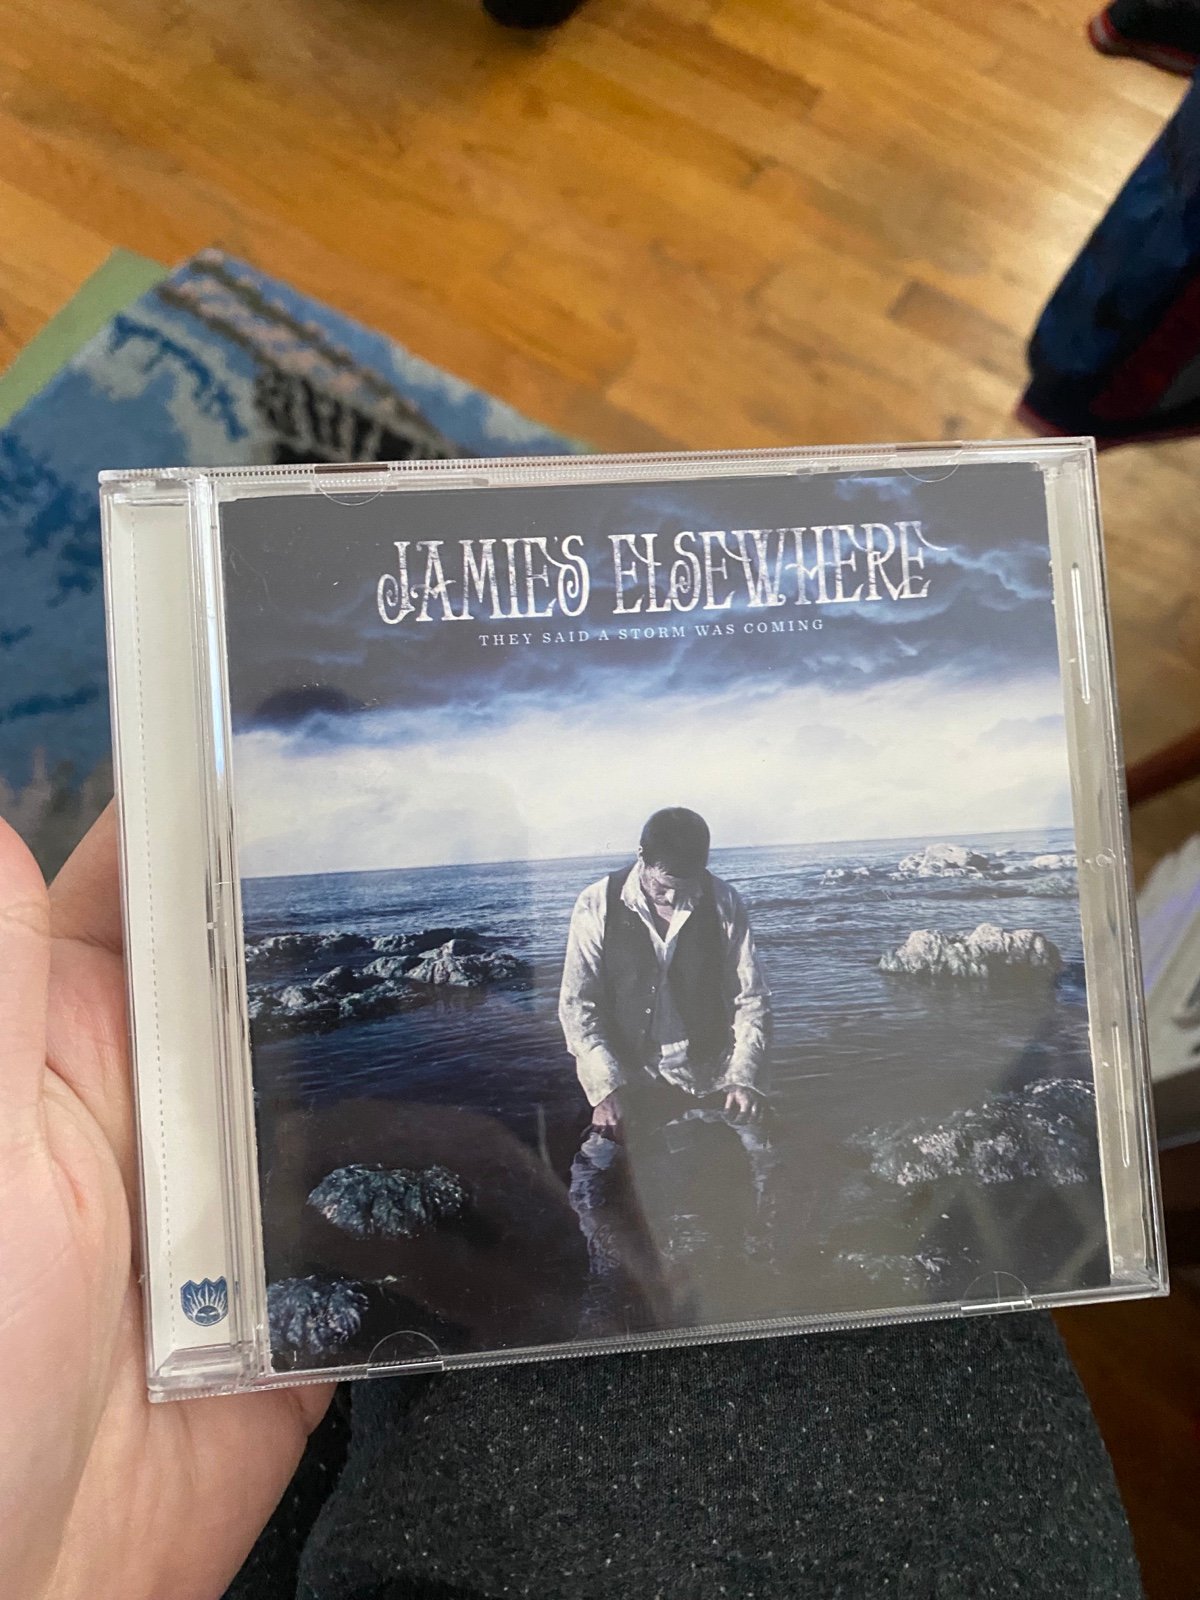 JAMIE'S ELSEWHERE
THEY SAID A STORM WAS COMING